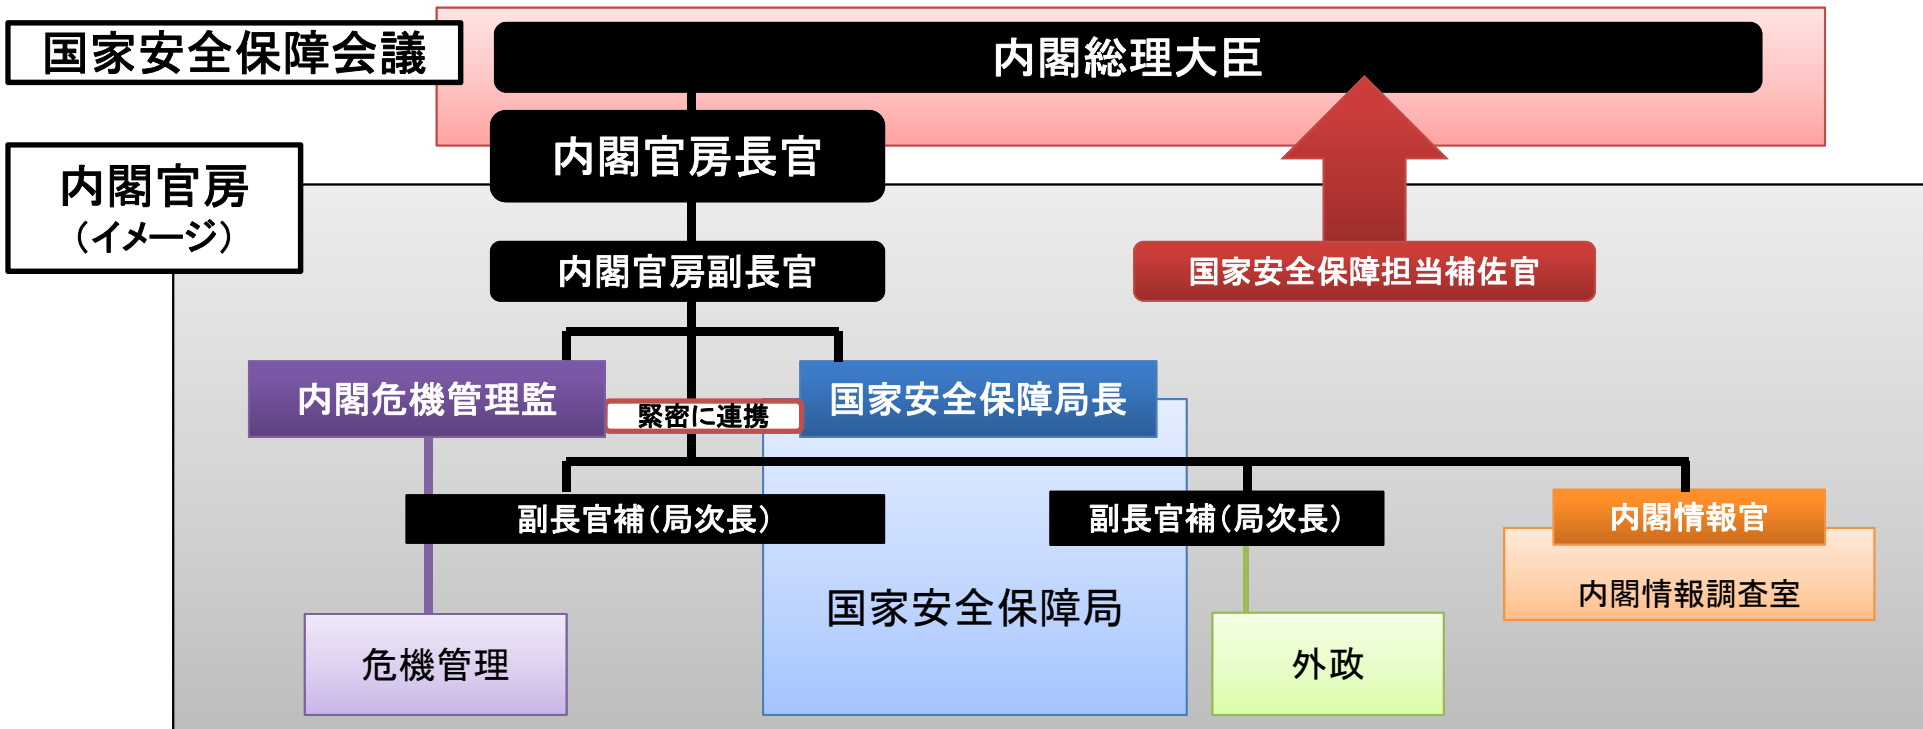 国家安全保障会議
内閣総理大臣
内閣官房長官
内閣官房
（イメージ）
内閣官房副長官
国家安全保障担当補佐官
内閣危機管理監
緊密に連携
国家安全保障局長
副長官補（局次長）
副長官補（局次長）
内閣情報官
内閣情報調査室
国家安全保障局
危機管理
外政